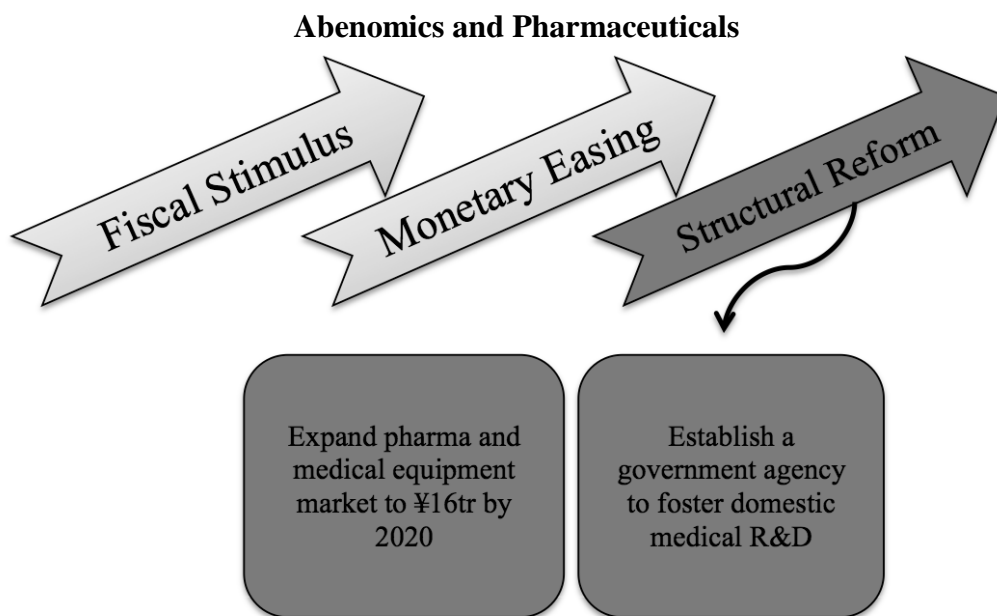 Abenomics and Pharmaceuticals
Fiscal Stimulus
Monetary Easing
Structural Reform
Expand pharma and
medical equipment
market to ¥16tr by
2020
Establish a
government agency
to foster domestic
medical R&D